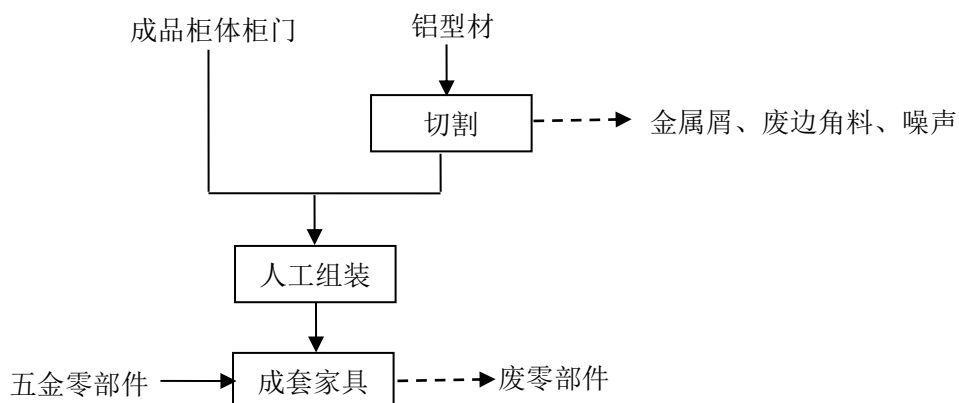 成品柜体柜门
铝型材
切割
金属屑、废边角料、噪声
人工组装
五金零部件
成套家具
废零部件